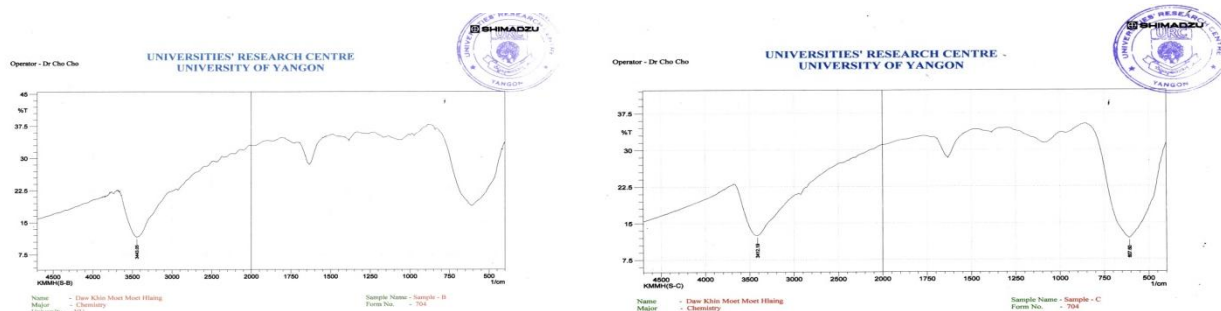 SHIMADZU
UNIVERSITIES' RESEARCH CENTRE
UNIVERSITY OF YANGON
Operator - Dr Cho Cho
YANGON
45
%T
37.5
30
22.5
15
7.5
4500 3500 3000 2500 2000 1750 1500 1250 1000 750 500
KMMH(S-B)
1/cm
Name - Daw Khin Moet Moet Hlaing
Major - Chemistry
Sample Name - Sample - B
Form No. - 704
SHIMADZU
UNIVERSITIES' RESEARCH CENTRE -
UNIVERSITY OF YANGON
Operator - Dr Cho Cho
URC
YANGON
37.5
%T
30
22.5
15
7.5
4500 3500 3000 2500 2000 1750 1500 1250 1000 750 500
KMMH(S-C)
1/cm
Name - Daw Khin Moet Moet Hlaing
Major - Chemistry
Sample Name - Sample - C
Form No. - 704